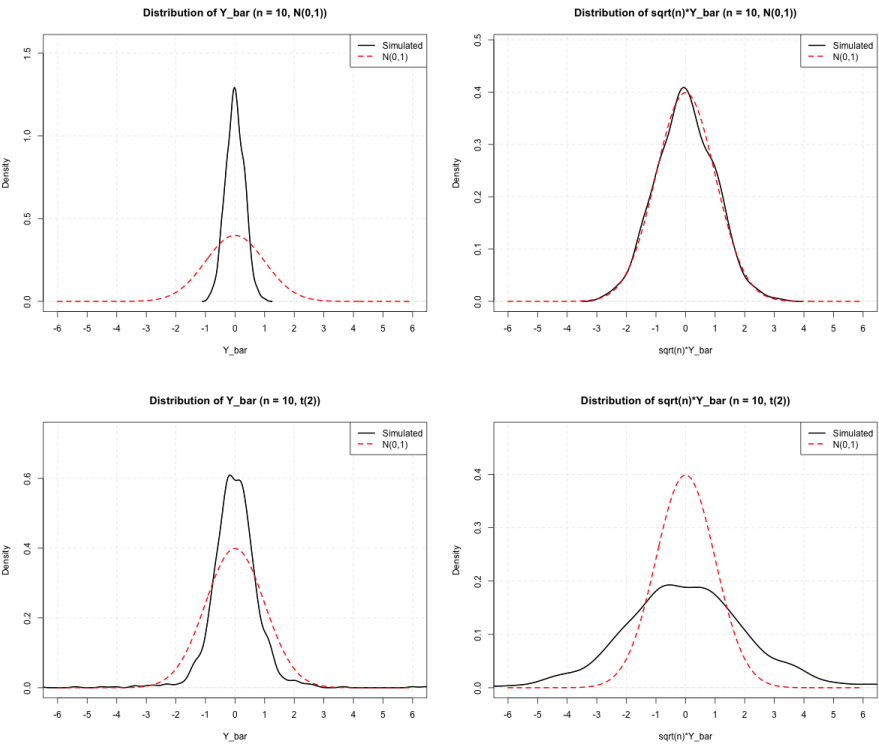 Distribution of Y_bar (n = 10, N(0,1))
Simulated
N(0,1)
Density
0.0
0.5
1.0
1.5
-6 -5 -4 -3 -2 -1 0 1 2 3 4 5 6
Y_bar
Distribution of sqrt(n)*Y_bar (n = 10, N(0,1))
Simulated
N(0,1)
Density
0.0
0.1
0.2
0.3
0.4
0.5
-6 -5 -4 -3 -2 -1 0 1 2 3 4 5 6
sqrt(n)*Y_bar
Distribution of Y_bar (n = 10, t(2))
Simulated
N(0,1)
Density
0.0
0.2
0.4
0.6
-6 -5 -4 -3 -2 -1 0 1 2 3 4 5 6
Y_bar
Distribution of sqrt(n)*Y_bar (n = 10, t(2))
Simulated
N(0,1)
Density
0.0
0.1
0.2
0.3
0.4
-6 -5 -4 -3 -2 -1 0 1 2 3 4 5 6
sqrt(n)*Y_bar